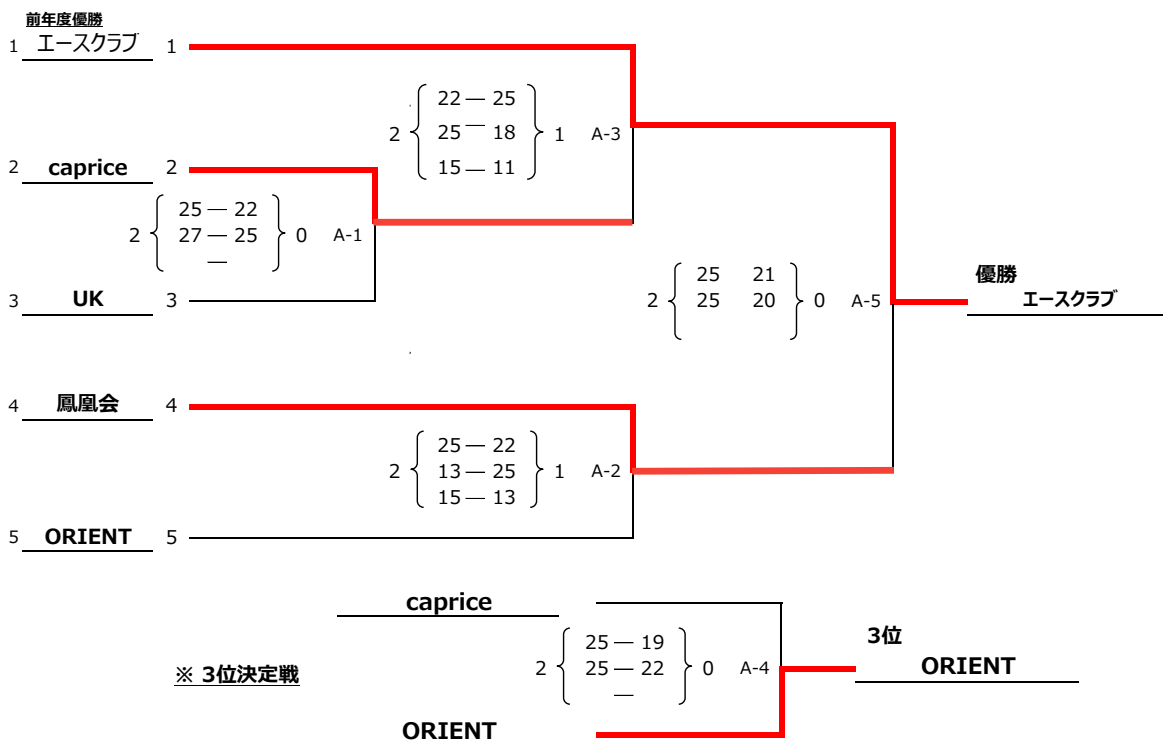 前年度優勝
1 エースクラブ 1
22 ― 25
2 25 ― 18 1 A-3
15 ― 11
2 caprice 2
25 ― 22
2 27 ― 25 0 A-1
―
3 UK 3
25 21
2 25 20 0 A-5
優勝
エースクラブ
4 鳳凰会 4
25 ― 22
2 13 ― 25 1 A-2
15 ― 13
5 ORIENT 5
caprice
25 ― 19
2 25 ― 22 0 A-4
―
3位
ORIENT
※ 3位決定戦
ORIENT